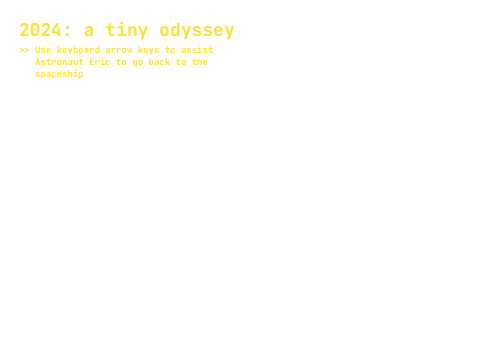 2024: a tiny odyssey
>> Use keyboard arrow keys to assist
Astronaut Eric to go back to the
spaceship